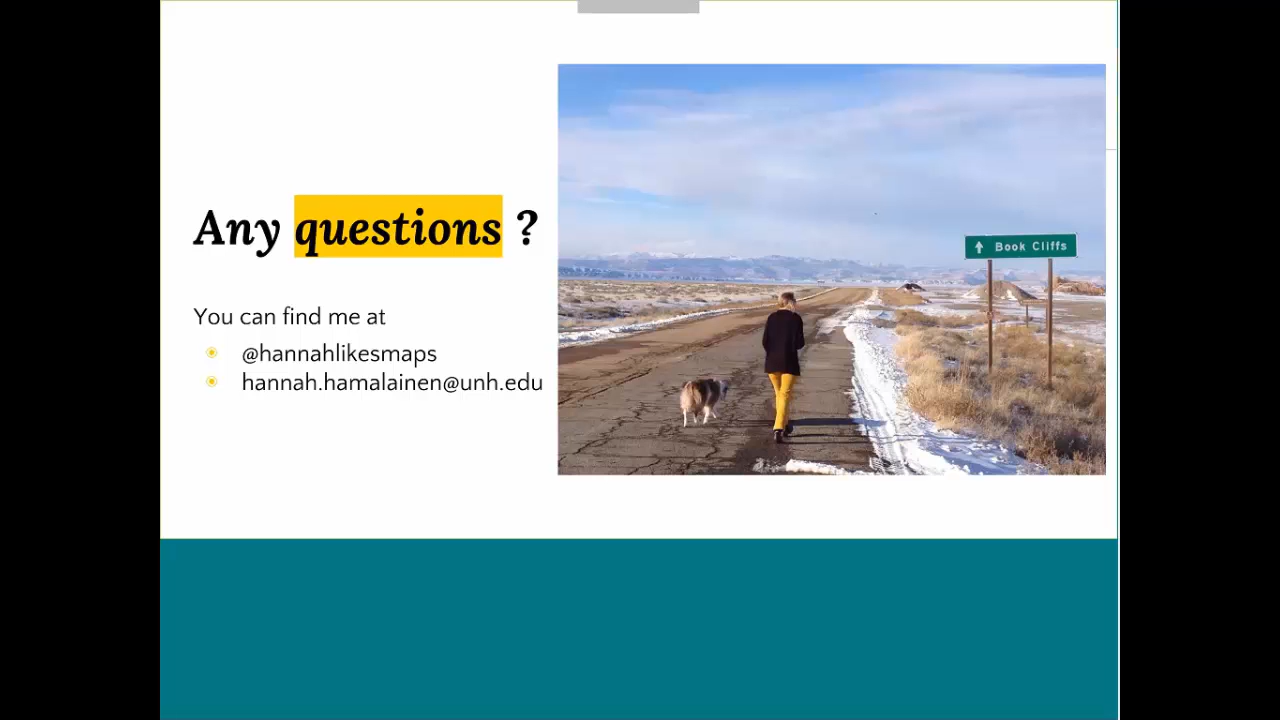 Any questions ?
You can find me at
@hannahlikesmaps
hannah.hamalainen@unh.edu
Book Cliffs